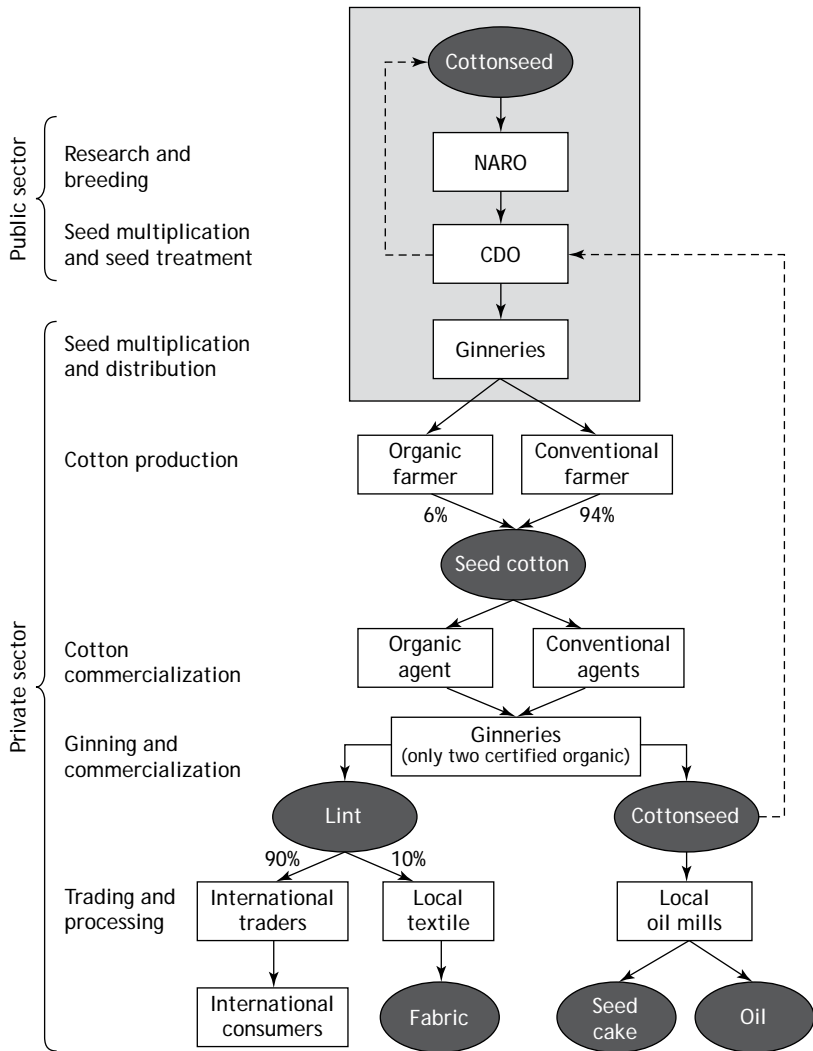 Cottonseed
Public sector
Research and
breeding
NARO
Seed multiplication
and seed treatment
CDO
Private sector
Seed multiplication
and distribution
Ginneries
Cotton production
Organic
farmer
Conventional
farmer
6%
94%
Seed cotton
Cotton
commercialization
Organic
agent
Conventional
agents
Ginning and
commercialization
Ginneries
(only two certified organic)
Lint
Cottonseed
90%
10%
Trading and
processing
International
traders
Local
textile
Local
oil mills
International
consumers
Fabric
Seed
cake
Oil